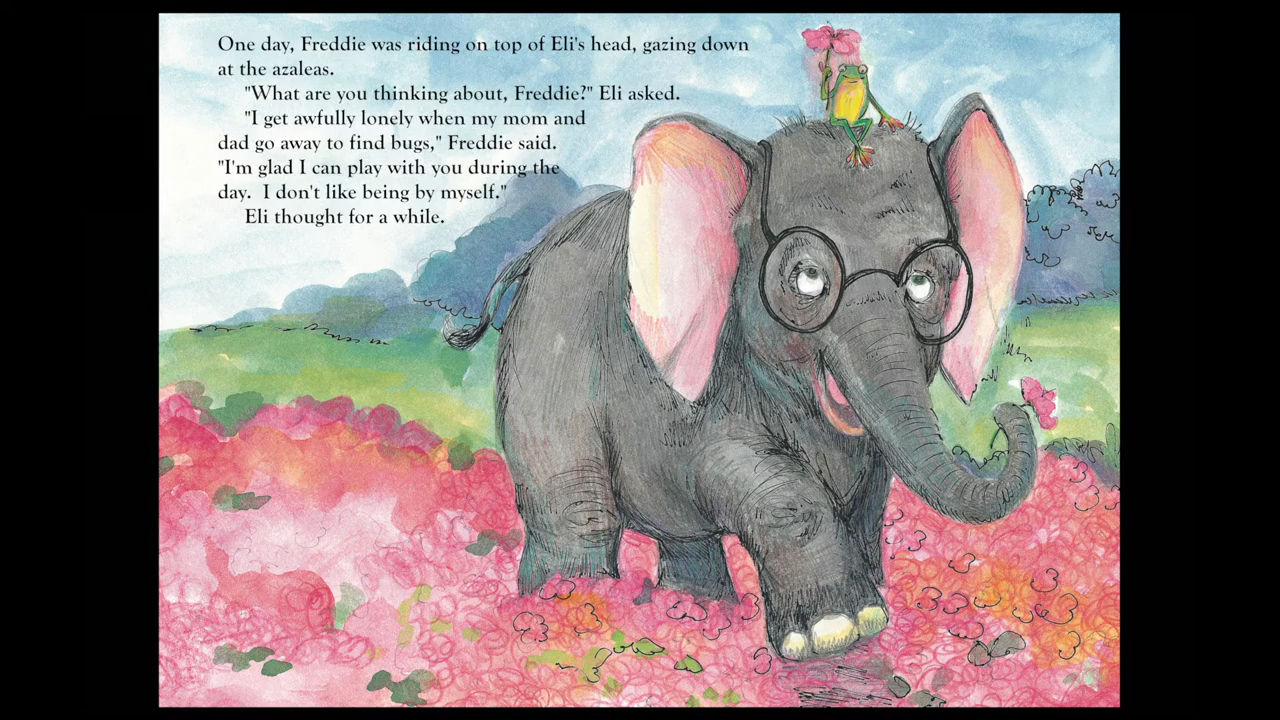 One day, Freddie was riding on top of Eli's head, gazing down
at the azaleas.
"What are you thinking about, Freddie?" Eli asked.
"I get awfully lonely when my mom and
dad go away to find bugs," Freddie said.
"I'm glad I can play with you during the
day.  I don't like being by myself."
Eli thought for a while.